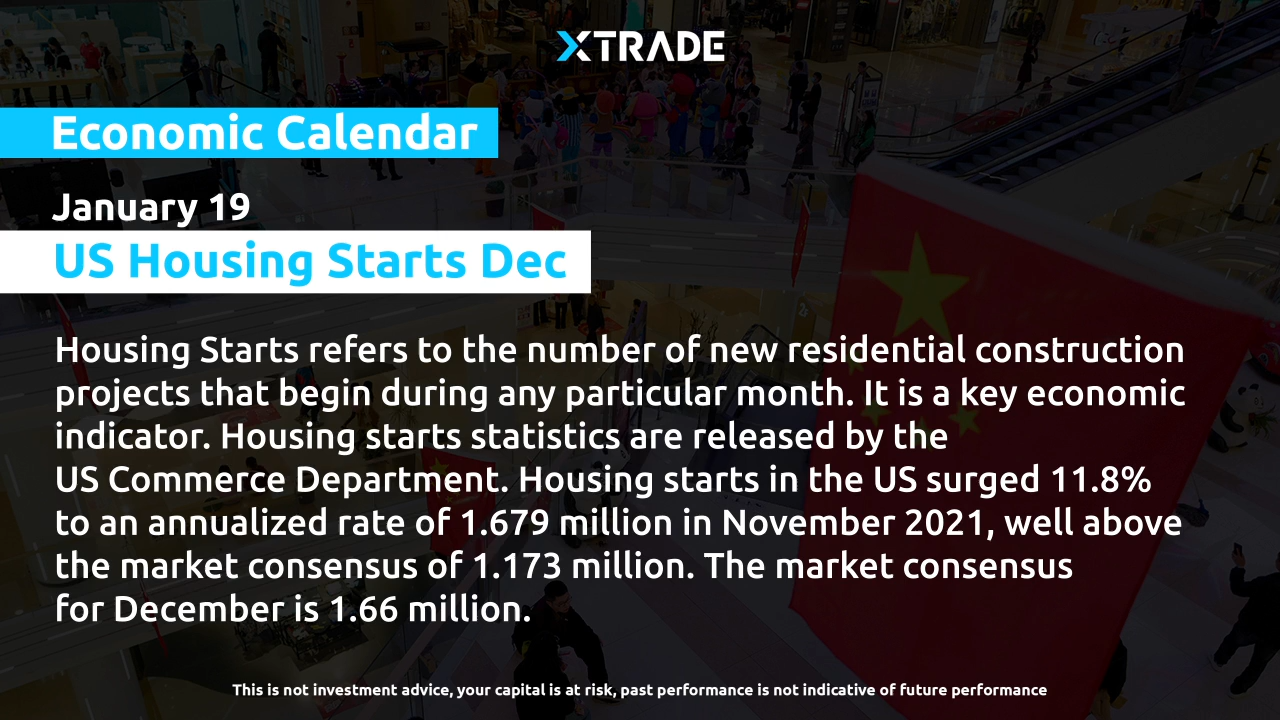 XTRADE
Economic Calendar
January 19
US Housing Starts Dec
Housing Starts refers to the number of new residential construction
projects that begin during any particular month. It is a key economic
indicator. Housing starts statistics are released by the
US Commerce Department. Housing starts in the US surged 11.8%
to an annualized rate of 1.679 million in November 2021, well above
the market consensus of 1.173 million. The market consensus
for December is 1.66 million.
This is not investment advice, your capital is at risk, past performance is not indicative of future performance